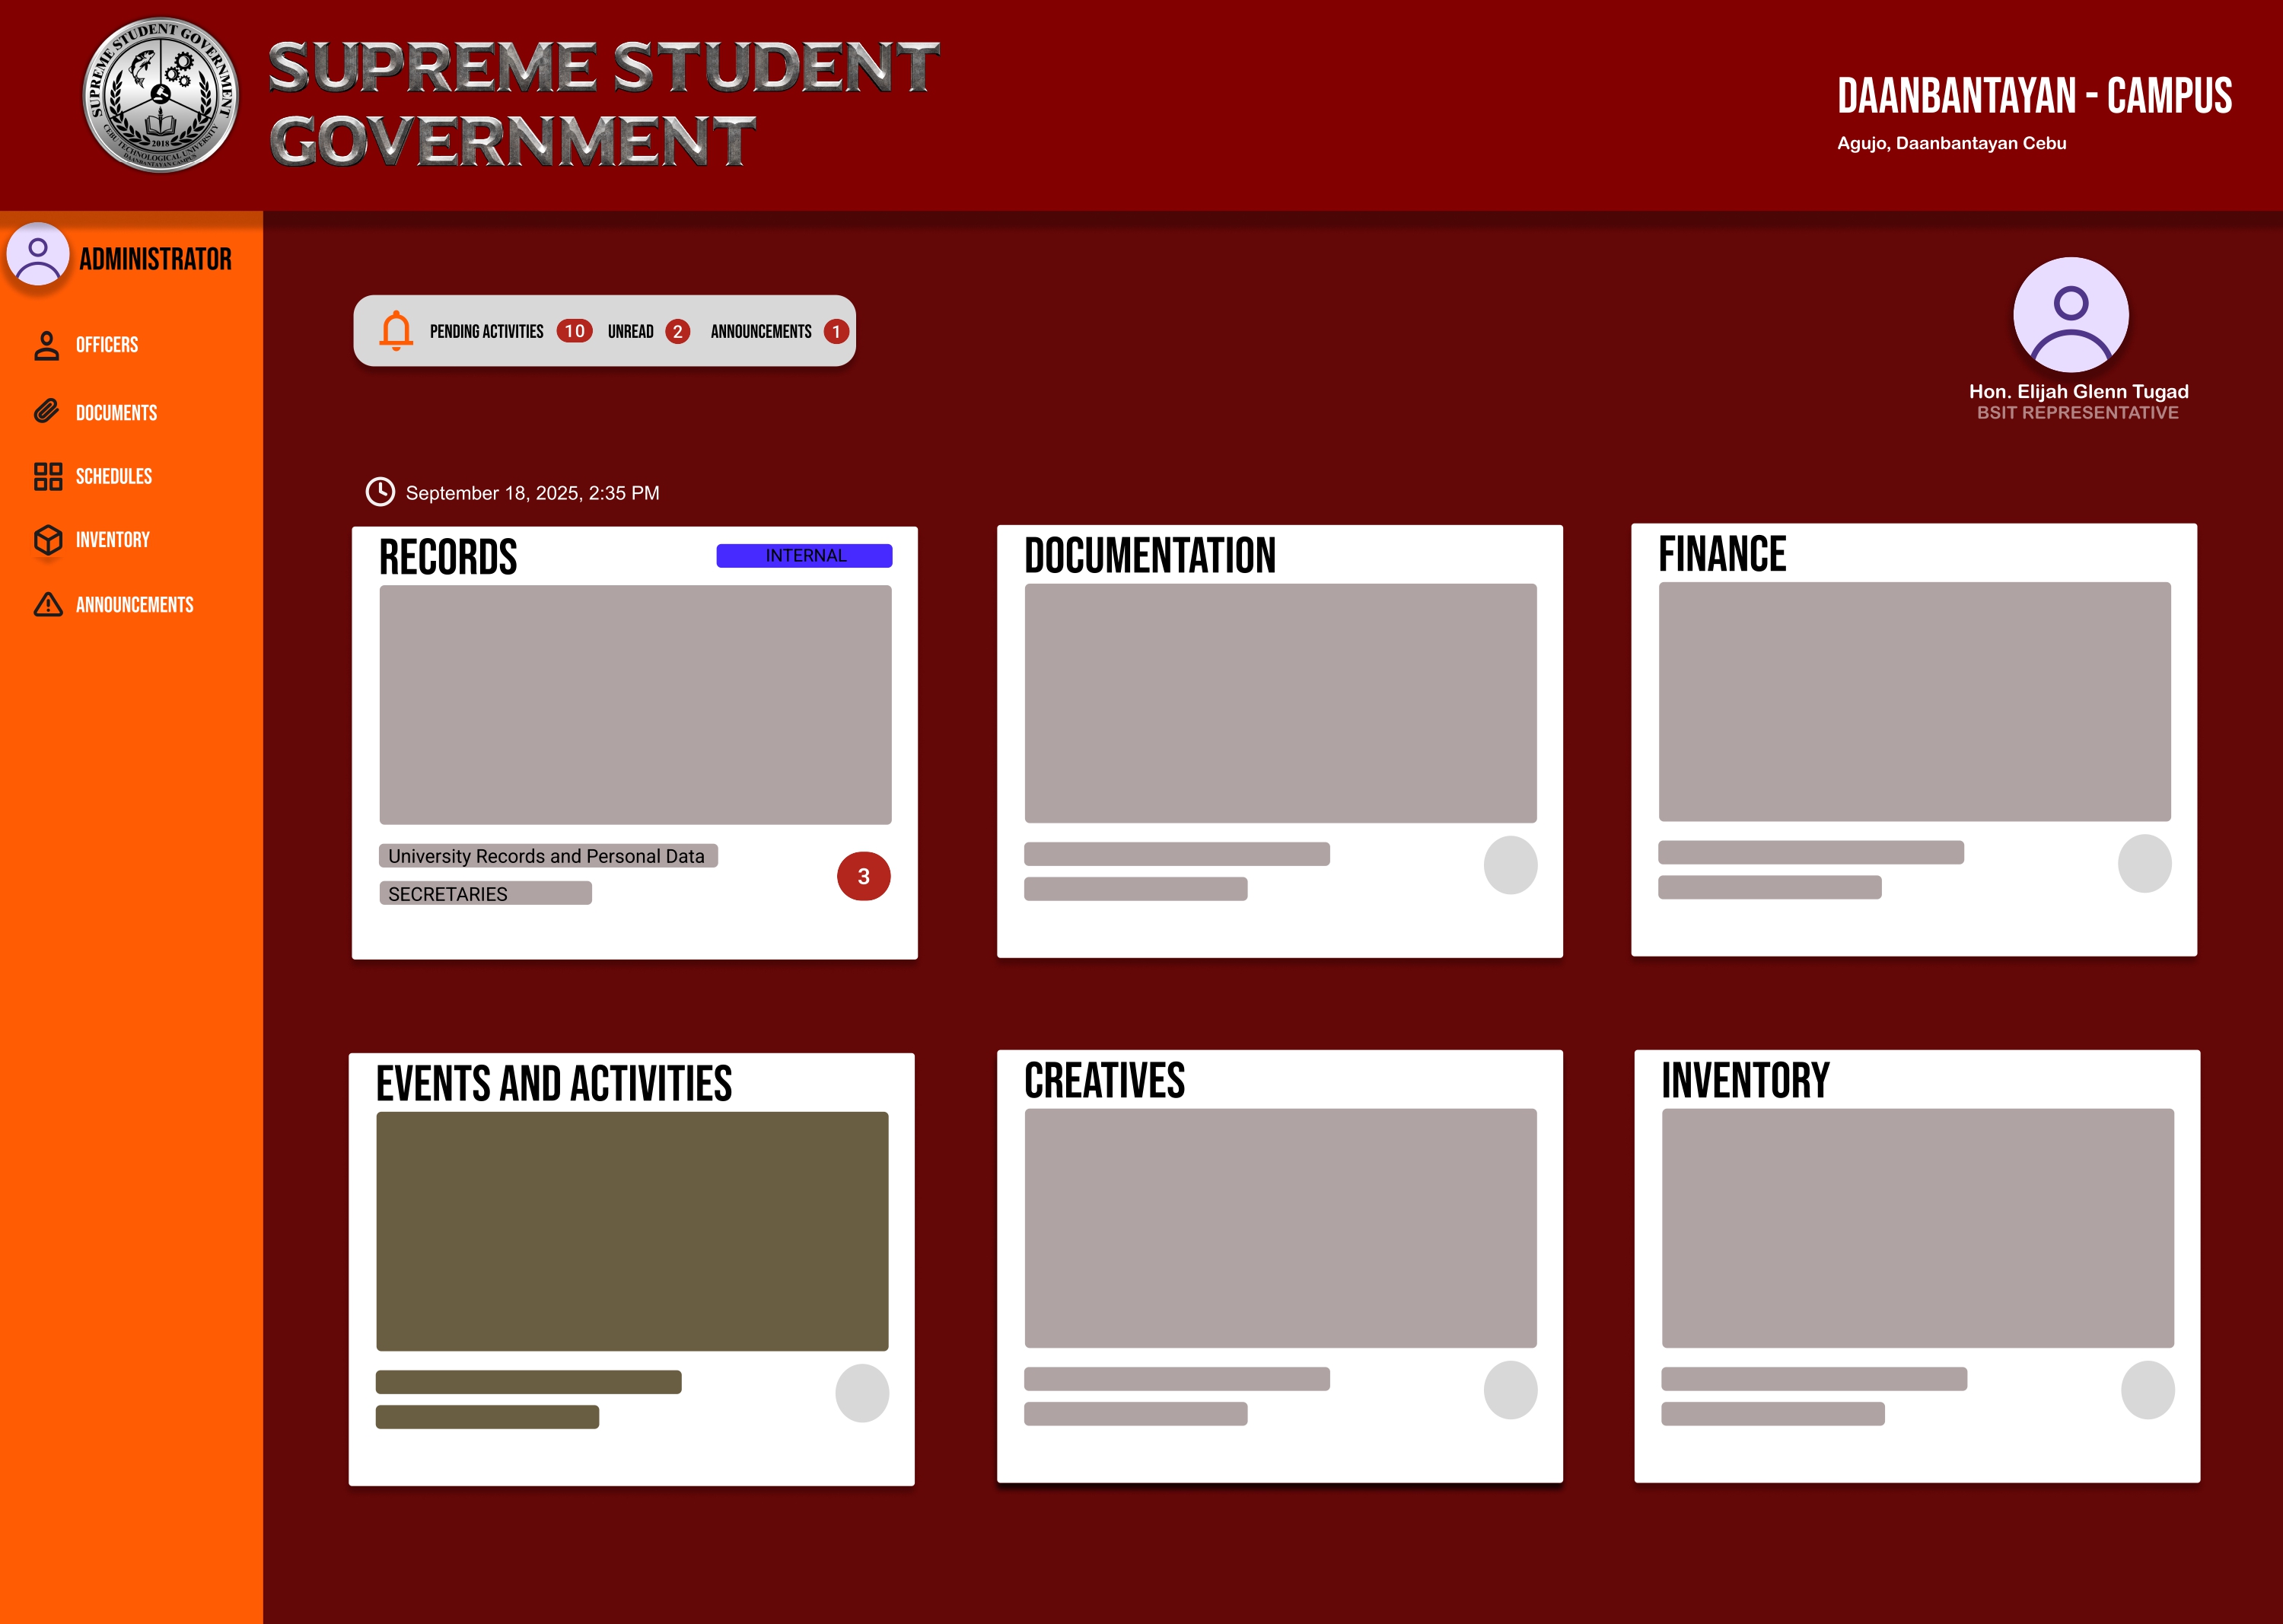 SUPREME STUDENT GOVERNMENT
CEBU TECHNOLOGICAL UNIVERSITY
DAANBANTAYAN CAMPUS
2018
SUPREME STUDENT
GOVERNMENT
DAANBANTAYAN - CAMPUS
Agujo, Daanbantayan Cebu
ADMINISTRATOR
OFFICERS
DOCUMENTS
SCHEDULES
INVENTORY
ANNOUNCEMENTS
PENDING ACTIVITIES 10 UNREAD 2 ANNOUNCEMENTS 1
Hon. Elijah Glenn Tugad
BSIT REPRESENTATIVE
September 18, 2025, 2:35 PM
RECORDS
INTERNAL
University Records and Personal Data
SECRETARIES
3
DOCUMENTATION
FINANCE
EVENTS AND ACTIVITIES
CREATIVES
INVENTORY